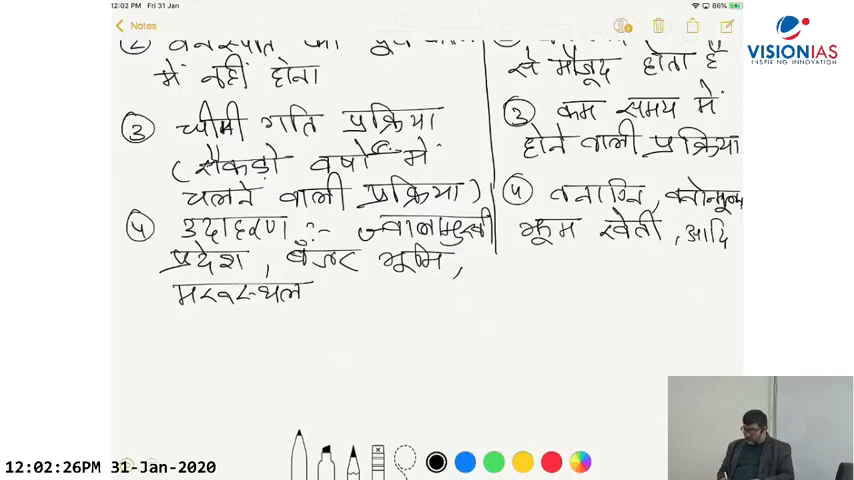 12:02 PM Fri 31 Jan
86%
Notes
VISIONIAS
INSPIRING INNOVATION
में नहीं होना
③ धीमी गति प्रक्रिया
(सैकड़ो वर्षो में
चलने वाली प्रक्रिया)
④ उदाहरण :- ज्वालामुखी
प्रदेश, बंजर भूमि,
मरूस्थल
से मौजूद होता है
③ कम समय में
होने वाली प्रक्रिया
④ वनाग्नि, वनोन्मूलन
झूम खेती, आदि
12:02:26PM 31-Jan-2020